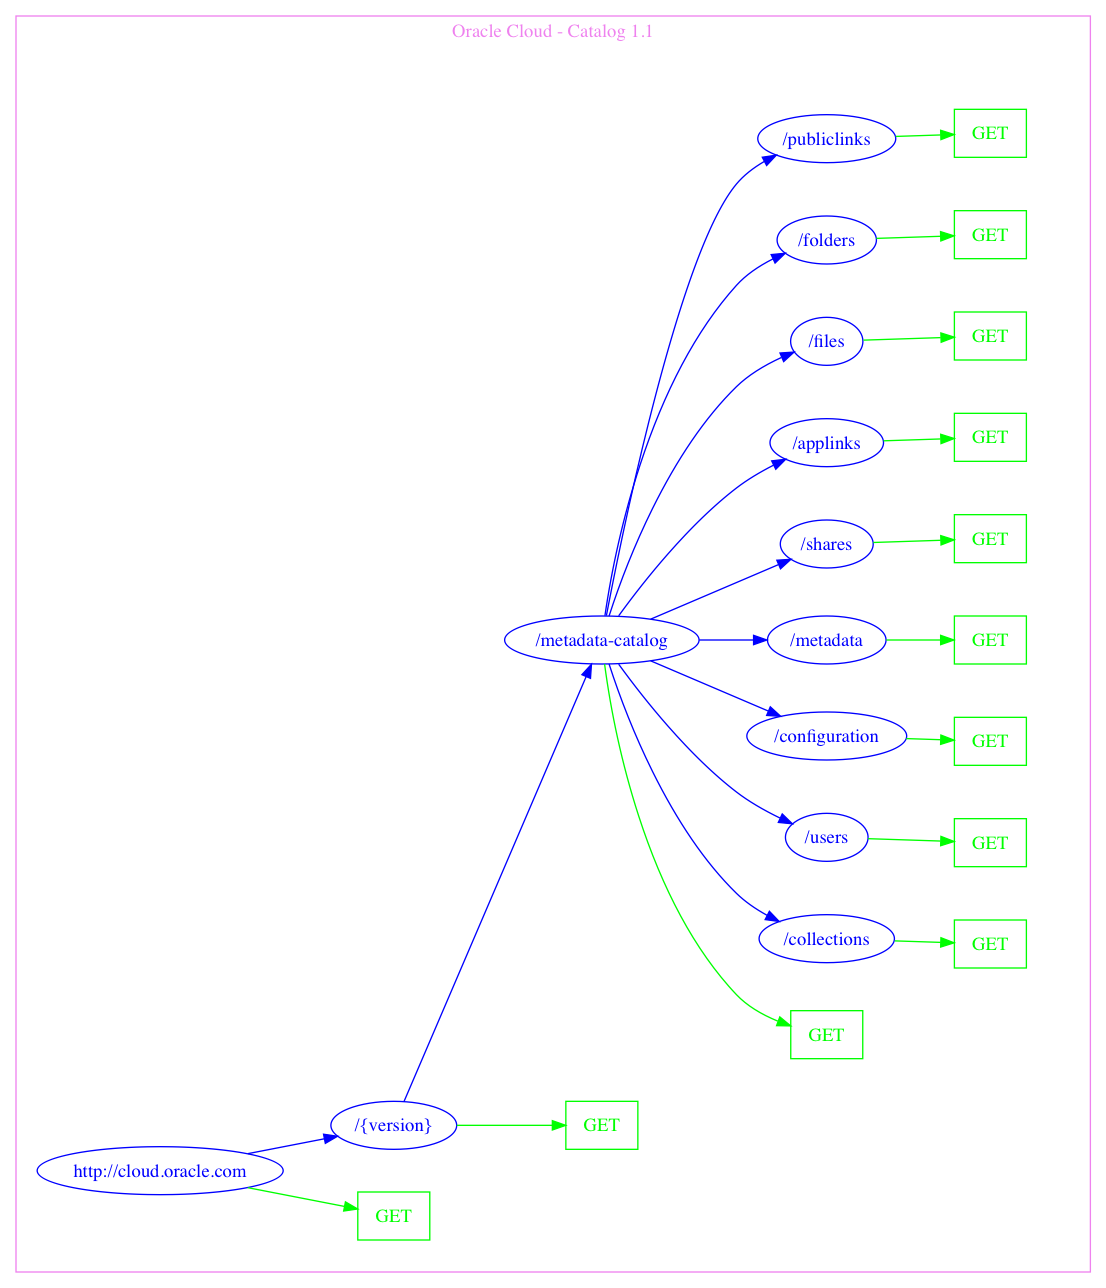 Oracle Cloud - Catalog 1.1
/publiclinks
GET
/folders
GET
/files
GET
/applinks
GET
/shares
GET
/metadata-catalog
/metadata
GET
/configuration
GET
/users
GET
/collections
GET
GET
/{version}
GET
http://cloud.oracle.com
GET